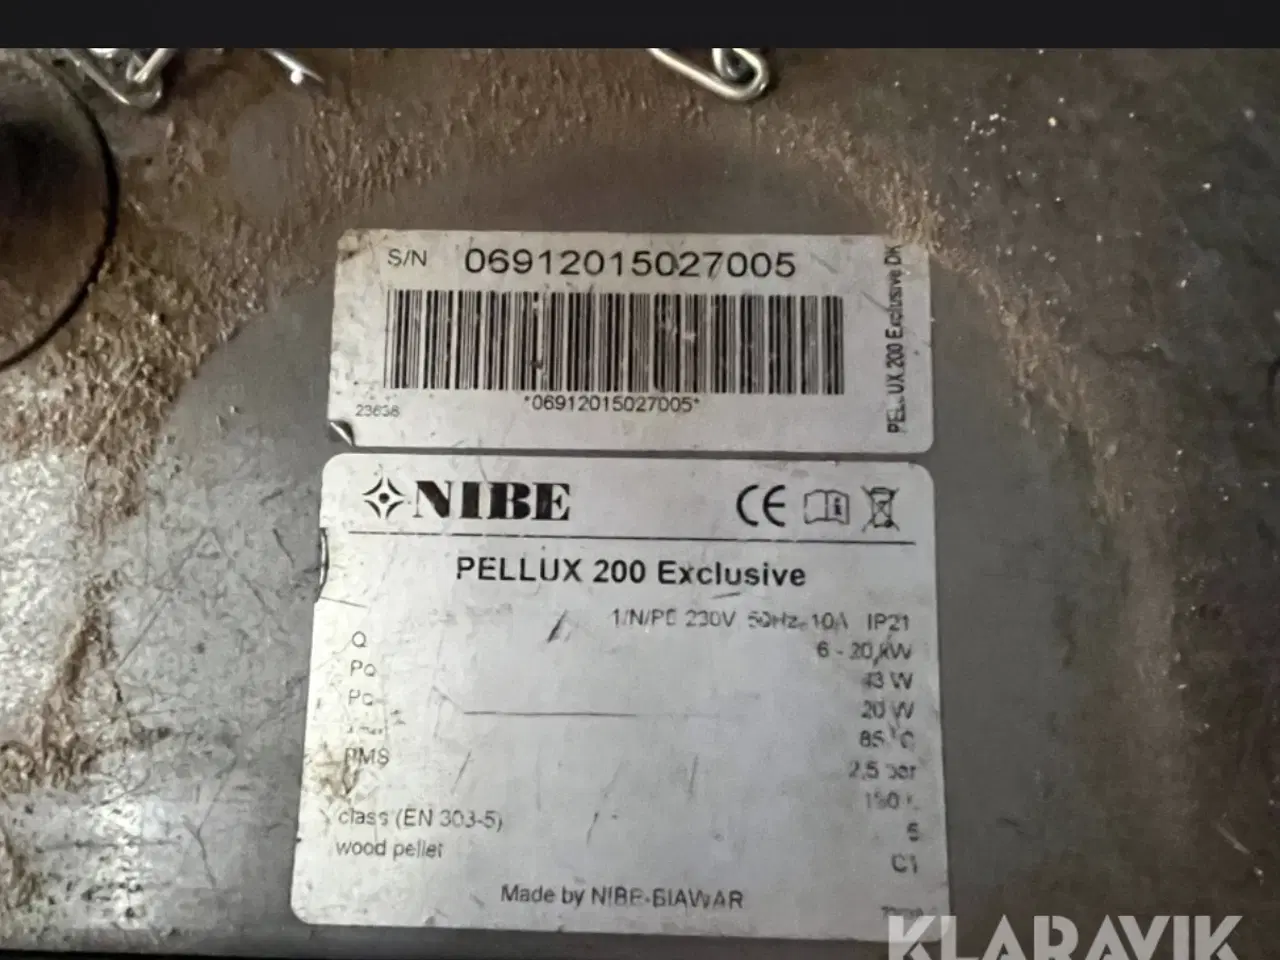 S/N 06912015027005
*06912015027005*
23636
PELLUX 200 Exclusive DK
NIBE
CE
PELLUX 200 Exclusive
1/N/PE 230V 50Hz 10A IP21
Q 6 - 20 kW
43 W
20 W
85°C
PMS 2,5 bar
class (EN 303-5) 5
wood pellet C1
Made by NIBE-BIAWAR
KLARAVIK